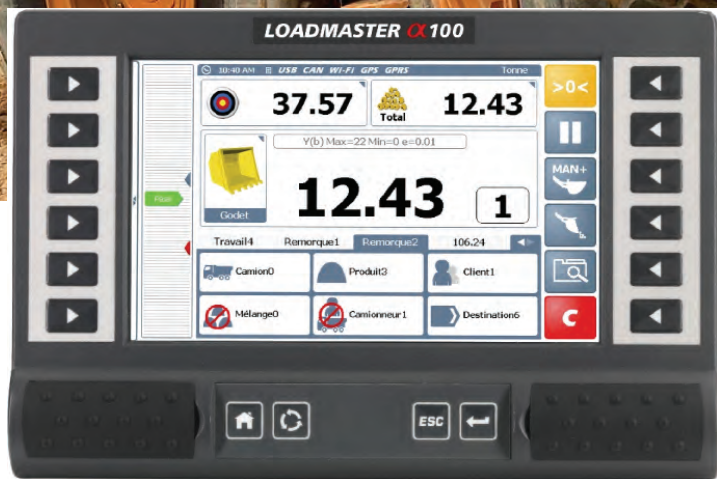 LOADMASTER α100
10:40 AM USB CAN WI-FI GPS GPRS Tonne
>0<
37.57 Total 12.43
Y(b) Max=22 Min=0 e=0.01
MAN+
12.43 1
Godet
Travail4 Remorque1 Remorque2 106.24
Camion0 Produit3 Client1
Mélange0 Camionneur1 Destination6
C
ESC